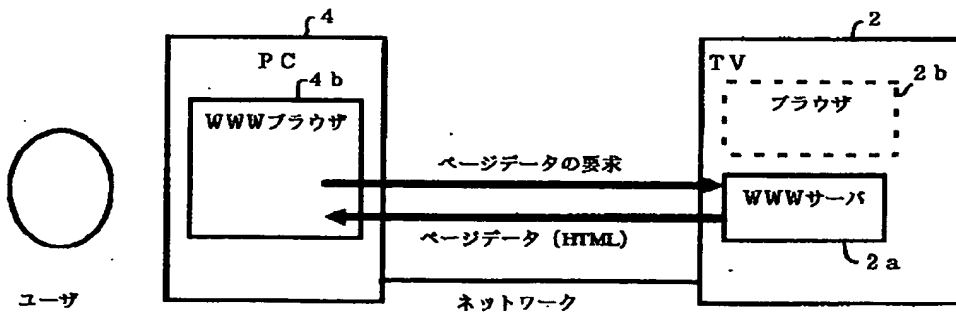 4
2
PC
TV
4b
2b
WWWブラウザ
ブラウザ
ページデータの要求
WWWサーバ
ページデータ (HTML)
2a
ユーザ
ネットワーク